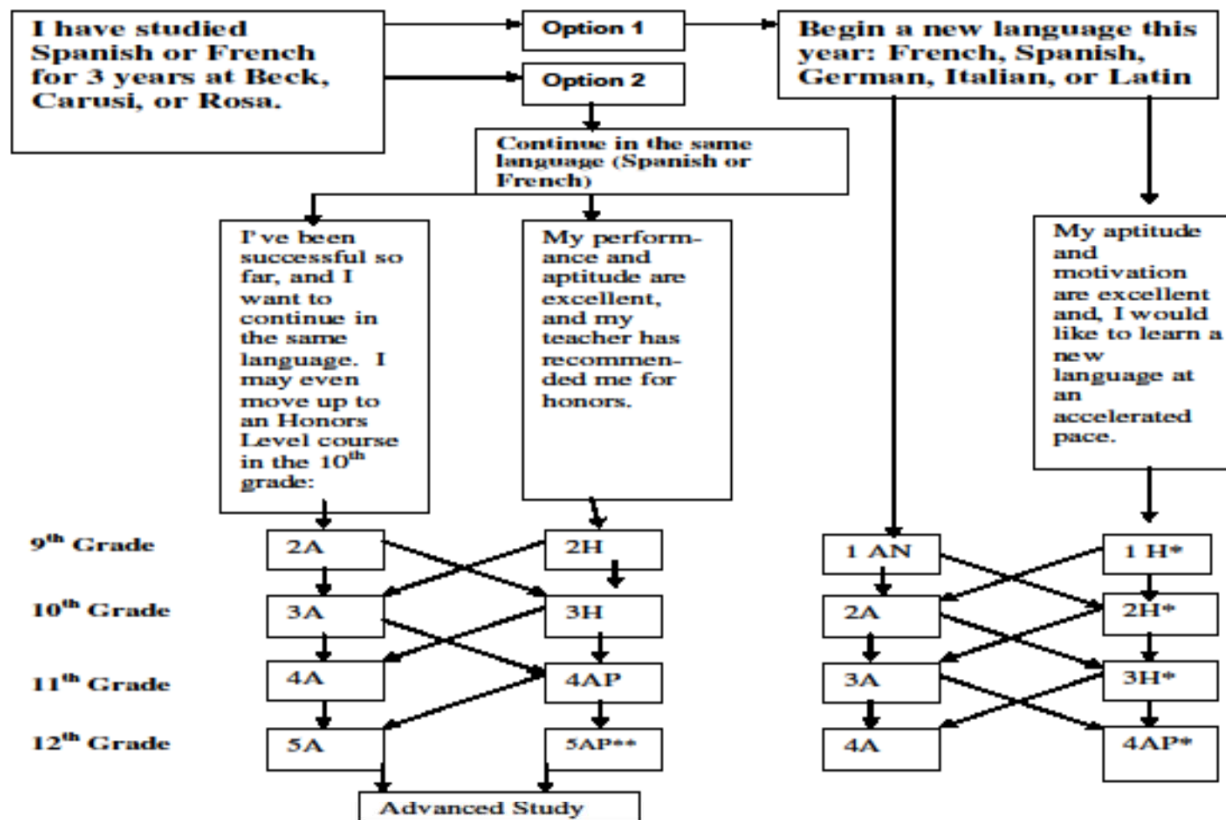 I have studied
Spanish or French
for 3 years at Beck,
Carusi, or Rosa.
Option 1
Option 2
Begin a new language this
year: French, Spanish,
German, Italian, or Latin
Continue in the same
language (Spanish or
French)
I've been
successful so
far, and I
want to
continue in
the same
language. I
may even
move up to
an Honors
Level course
in the 10th
grade:
My perform-
ance and
aptitude are
excellent,
and my
teacher has
recommen-
ded me for
honors.
My aptitude
and
motivation
are excellent
and, I would
like to learn a
new
language at
an
accelerated
pace.
9th Grade
2A
2H
1 AN
1 H*
10th Grade
3A
3H
2A
2H*
11th Grade
4A
4AP
3A
3H*
12th Grade
5A
5AP**
4A
4AP*
Advanced Study